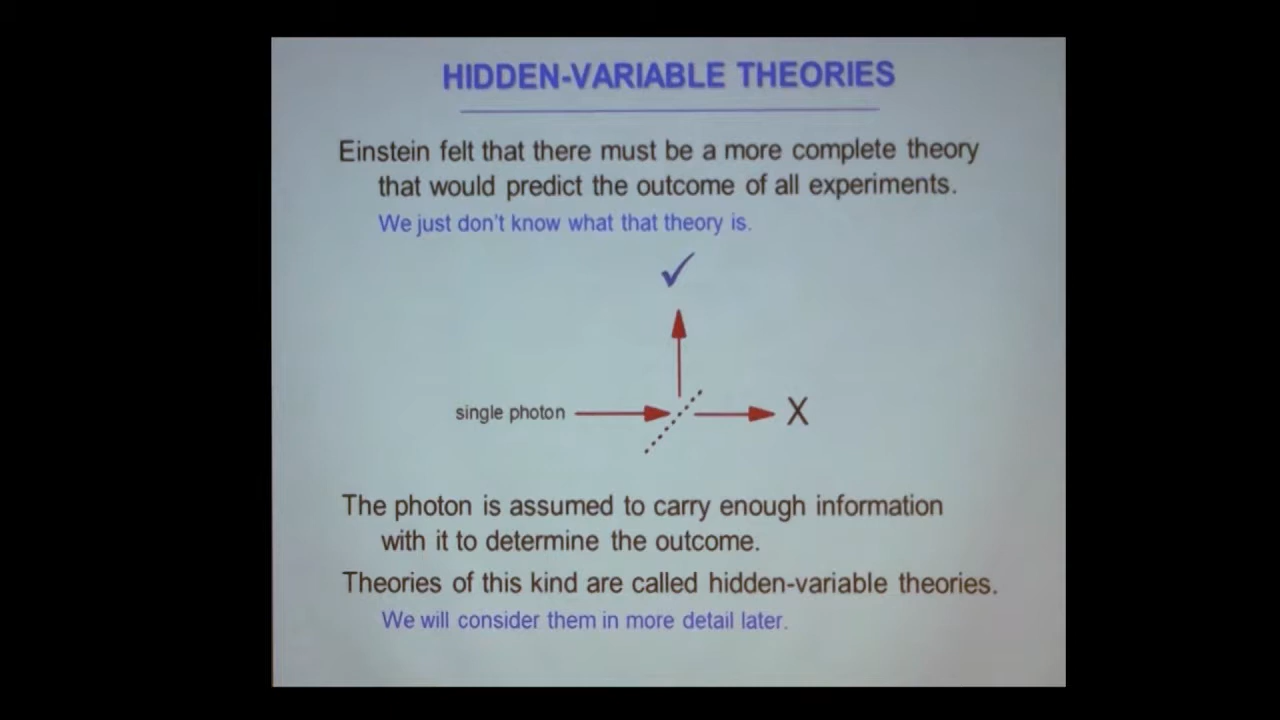 HIDDEN-VARIABLE THEORIES
Einstein felt that there must be a more complete theory
that would predict the outcome of all experiments.
We just don't know what that theory is.
✓
single photon
X
The photon is assumed to carry enough information
with it to determine the outcome.
Theories of this kind are called hidden-variable theories.
We will consider them in more detail later.